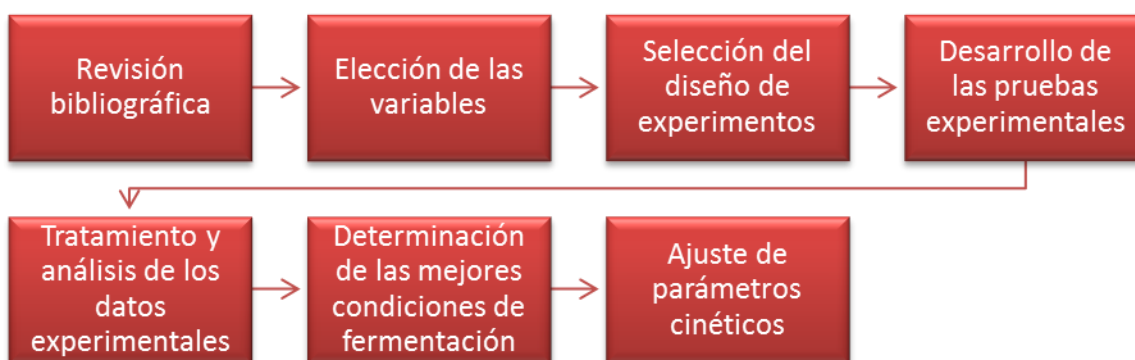 Revisión
bibliográfica
Elección de las
variables
Selección del
diseño de
experimentos
Desarrollo de
las pruebas
experimentales
Tratamiento y
análisis de los
datos
experimentales
Determinación
de las mejores
condiciones de
fermentación
Ajuste de
parámetros
cinéticos